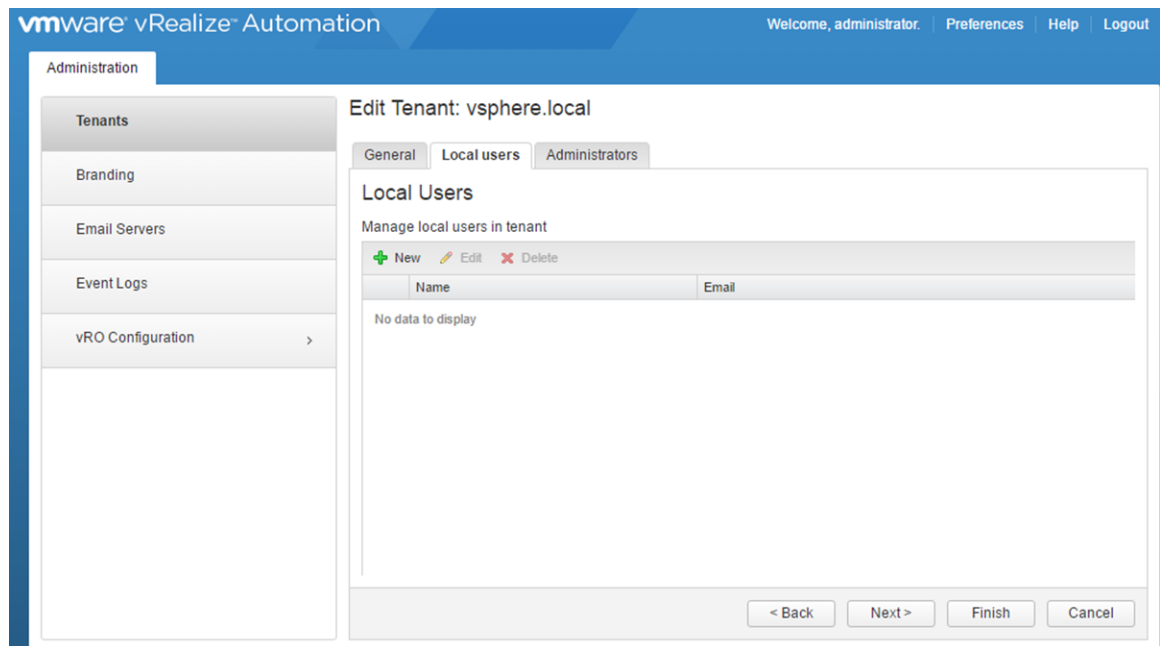 vmware® vRealize™ Automation
Welcome, administrator. Preferences Help Logout
Administration
Tenants
Branding
Email Servers
Event Logs
vRO Configuration >
Edit Tenant: vsphere.local
General Local users Administrators
Local Users
Manage local users in tenant
New Edit Delete
Name Email
No data to display
< Back Next > Finish Cancel